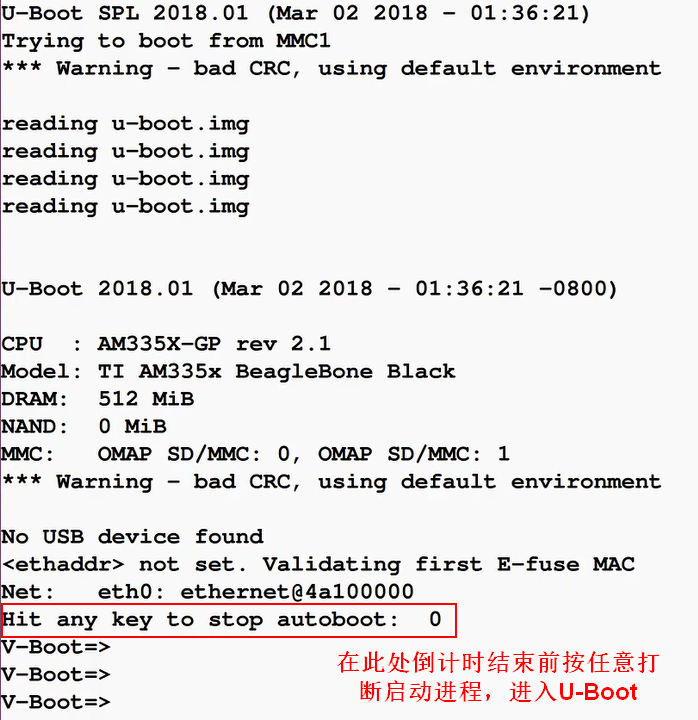 U-Boot SPL 2018.01 (Mar 02 2018 - 01:36:21)
Trying to boot from MMC1
*** Warning - bad CRC, using default environment
reading u-boot.img
reading u-boot.img
reading u-boot.img
reading u-boot.img
U-Boot 2018.01 (Mar 02 2018 - 01:36:21 -0800)
CPU  : AM335X-GP rev 2.1
Model: TI AM335x BeagleBone Black
DRAM:  512 MiB
NAND:  0 MiB
MMC:   OMAP SD/MMC: 0, OMAP SD/MMC: 1
*** Warning - bad CRC, using default environment
No USB device found
<ethaddr> not set. Validating first E-fuse MAC
Net:   eth0: ethernet@4a100000
Hit any key to stop autoboot:  0
V-Boot=>
V-Boot=>
V-Boot=>
在此处倒计时结束前按任意打
断启动进程，进入U-Boot